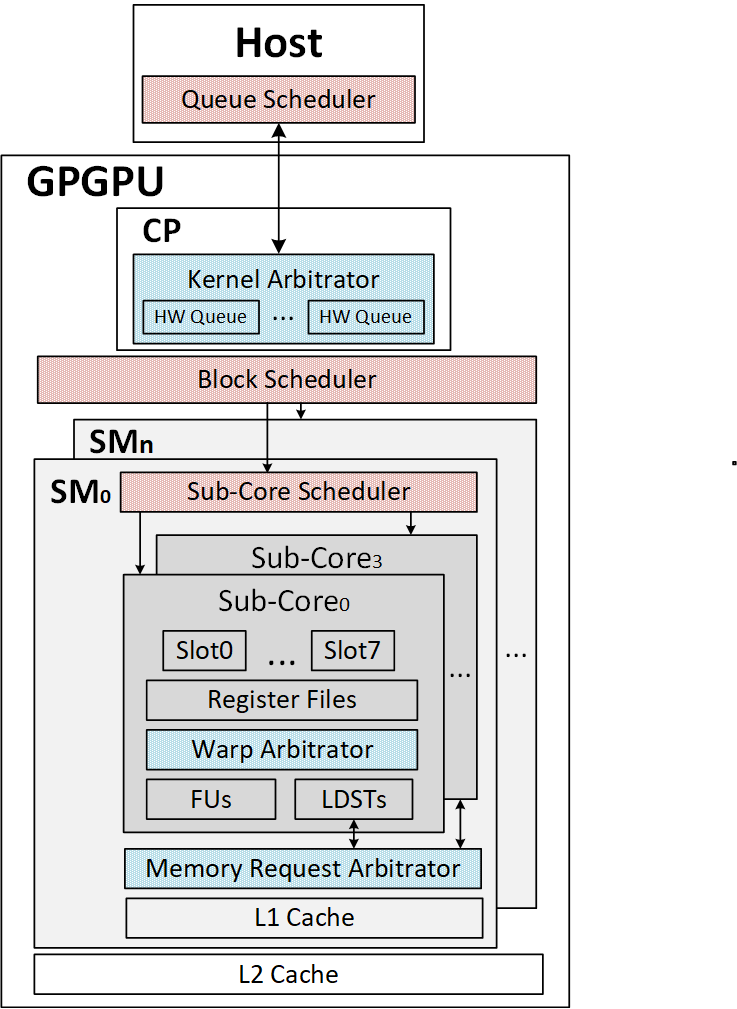 Host
Queue Scheduler
GPGPU
CP
Kernel Arbitrator
HW Queue ... HW Queue
Block Scheduler
SMn
SM0 Sub-Core Scheduler
Sub-Core3
Sub-Core0
Slot0 ... Slot7
...
...
Register Files
Warp Arbitrator
FUs LDSTs
Memory Request Arbitrator
L1 Cache
L2 Cache